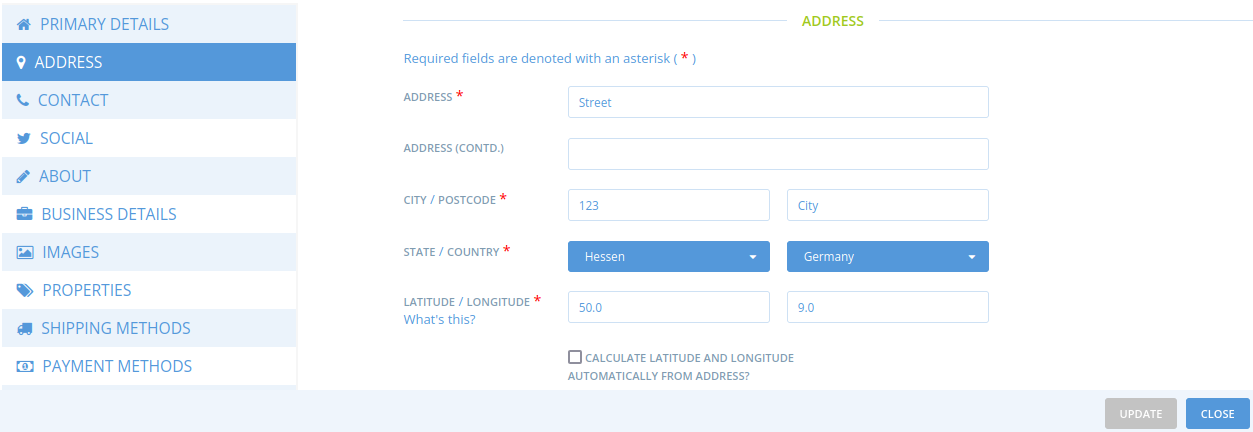 PRIMARY DETAILS
ADDRESS
CONTACT
SOCIAL
ABOUT
BUSINESS DETAILS
IMAGES
PROPERTIES
SHIPPING METHODS
PAYMENT METHODS
ADDRESS
Required fields are denoted with an asterisk ( * )
ADDRESS * Street
ADDRESS (CONTD.)
CITY / POSTCODE * 123 City
STATE / COUNTRY * Hessen Germany
LATITUDE / LONGITUDE * 50.0 9.0
What's this?
CALCULATE LATITUDE AND LONGITUDE
AUTOMATICALLY FROM ADDRESS?
UPDATE CLOSE